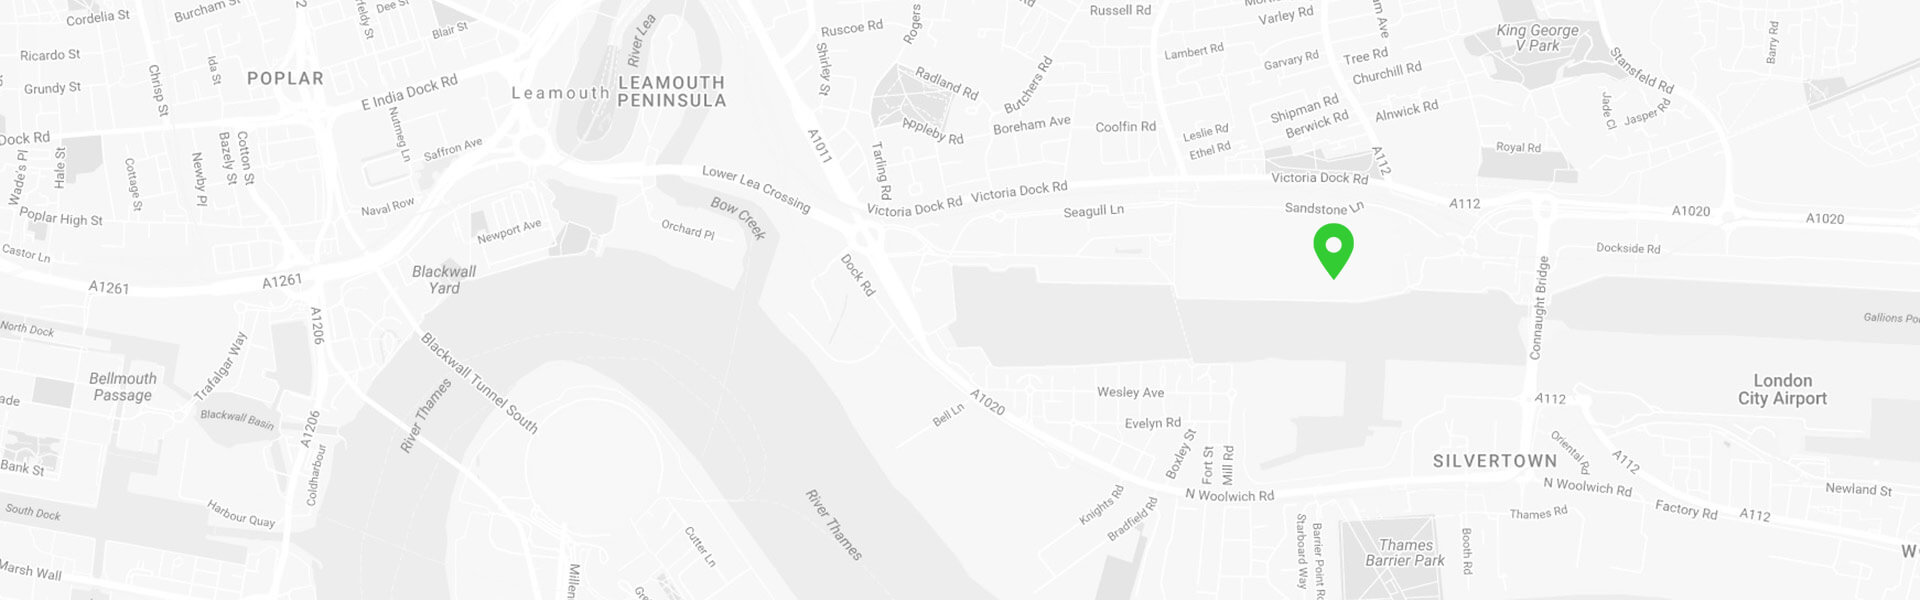 Cordelia St
Burcham St
Dee St
Blair St
River Lea
Ruscoe Rd
Rogers
Russell Rd
Varley Rd
Lambert Rd
Garvary Rd
Tree Rd
Churchill Rd
King George
V Park
Stansfeld Rd
Barry Rd
Ricardo St
Grundy St
Chrisp St
Ida St
POPLAR
E India Dock Rd
Leamouth
LEAMOUTH
PENINSULA
Shirley St
Radland Rd
Butchers Rd
Appleby Rd
Boreham Ave
Coolfin Rd
Leslie Rd
Ethel Rd
Shipman Rd
Berwick Rd
Alnwick Rd
Jade Cl
Jasper Rd
Royal Rd
Dock Rd
Hale St
Wade's Pl
Cottage St
Newby Pl
Bazely St
Cotton St
Nutmeg Ln
Saffron Ave
Naval Row
A1011
Tarling Rd
A112
Lower Lea Crossing
Victoria Dock Rd
Victoria Dock Rd
Victoria Dock Rd
Seagull Ln
Sandstone Ln
A112
A1020
A1020
Dockside Rd
Poplar High St
Castor Ln
Newport Ave
Orchard Pl
Bow Creek
Blackwall
Yard
A1261
A1261
Dock Rd
Connaught Bridge
Gallions
North Dock
A1206
Trafalgar Way
Blackwall Tunnel South
Bellmouth
Passage
Blackwall Basin
River Thames
A1206
Coldharbour
Bank St
South Dock
Harbour Quay
Marsh Wall
A1020
Bell Ln
Wesley Ave
Evelyn Rd
Boxley St
Fort St
Mill Rd
London
City Airport
A112
SILVERTOWN
Oriental Rd
A112
N Woolwich Rd
N Woolwich Rd
Newland St
Factory Rd
A112
Thames Rd
Knights Rd
Bradfield Rd
Starboard Way
Barrier Point Rd
Thames
Barrier Park
Booth Rd
River Thames
Cutter Ln